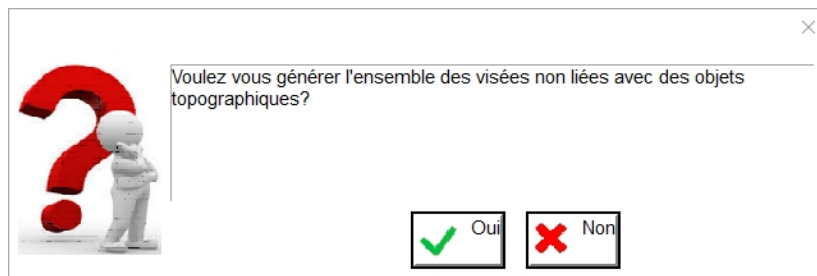 Voulez vous générer l'ensemble des visées non liées avec des objets
topographiques?
Oui
Non